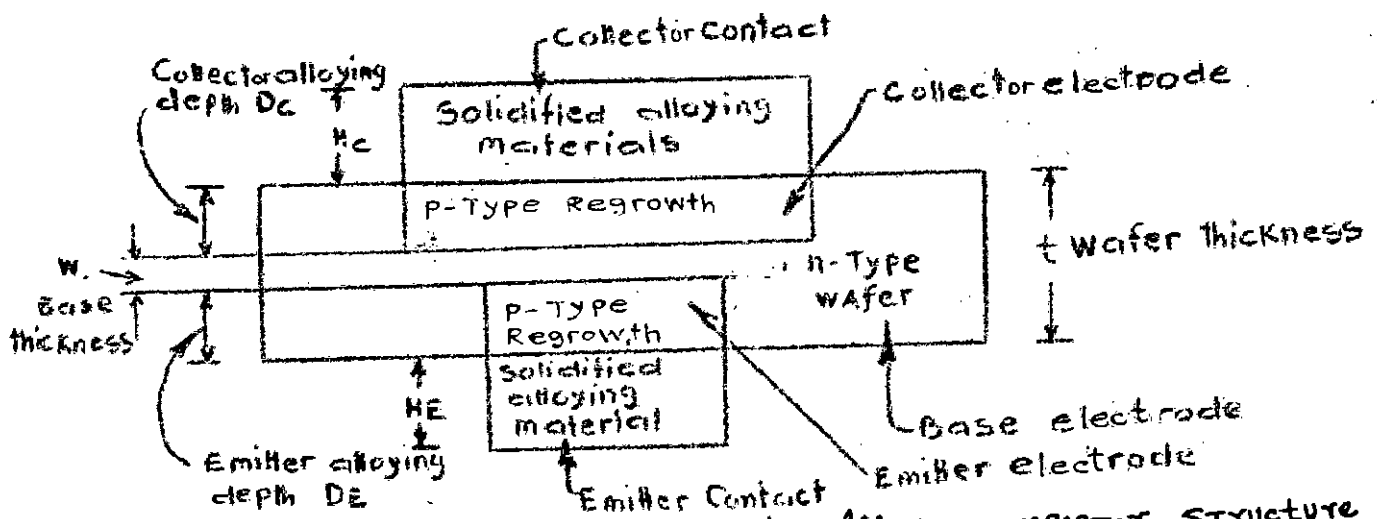 Collector Contact
Collector alloying
depth Dc
Hc
Solidified alloying
materials
Collector electrode
P-Type Regrowth
t Wafer thickness
W.
Base
thickness
n-Type
WAfer
P-Type
Regrowth
Solidified
alloying
material
HE
Base electrode
Emitter electrode
Emitter alloying
depth DE
Emitter Contact
STructure